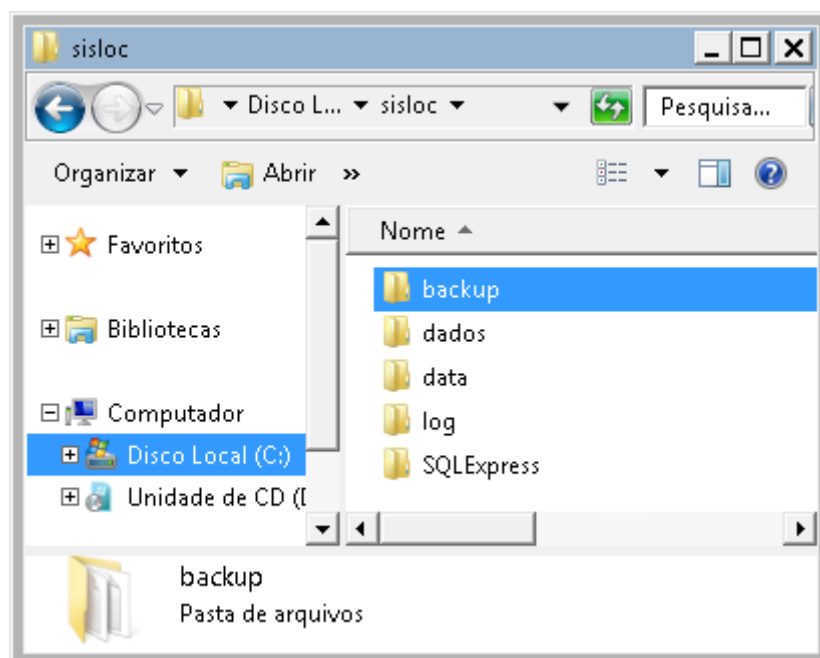 sisloc
Disco L... sisloc Pesquisa...
Organizar Abrir »
Favoritos
Bibliotecas
Computador
Disco Local (C:)
Unidade de CD (D
Nome
backup
dados
data
log
SQLExpress
backup
Pasta de arquivos